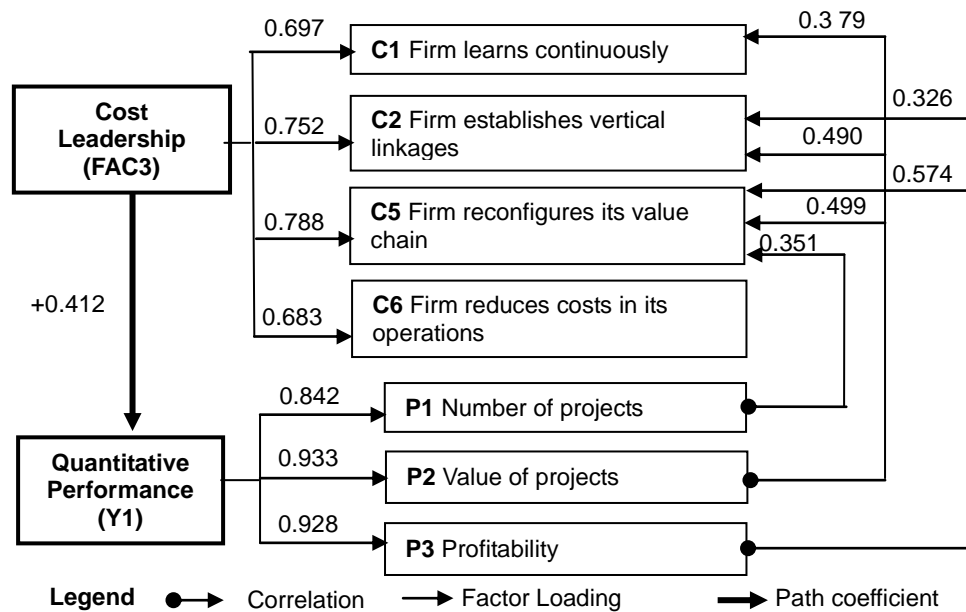 0.697
C1 Firm learns continuously
0.3 79
Cost
Leadership
(FAC3)
0.752
C2 Firm establishes vertical
linkages
0.326
0.490
0.788
C5 Firm reconfigures its value
chain
0.574
0.499
0.351
+0.412
0.683
C6 Firm reduces costs in its
operations
0.842
P1 Number of projects
Quantitative
Performance
(Y1)
0.933
P2 Value of projects
0.928
P3 Profitability
Legend
Correlation
Factor Loading
Path coefficient